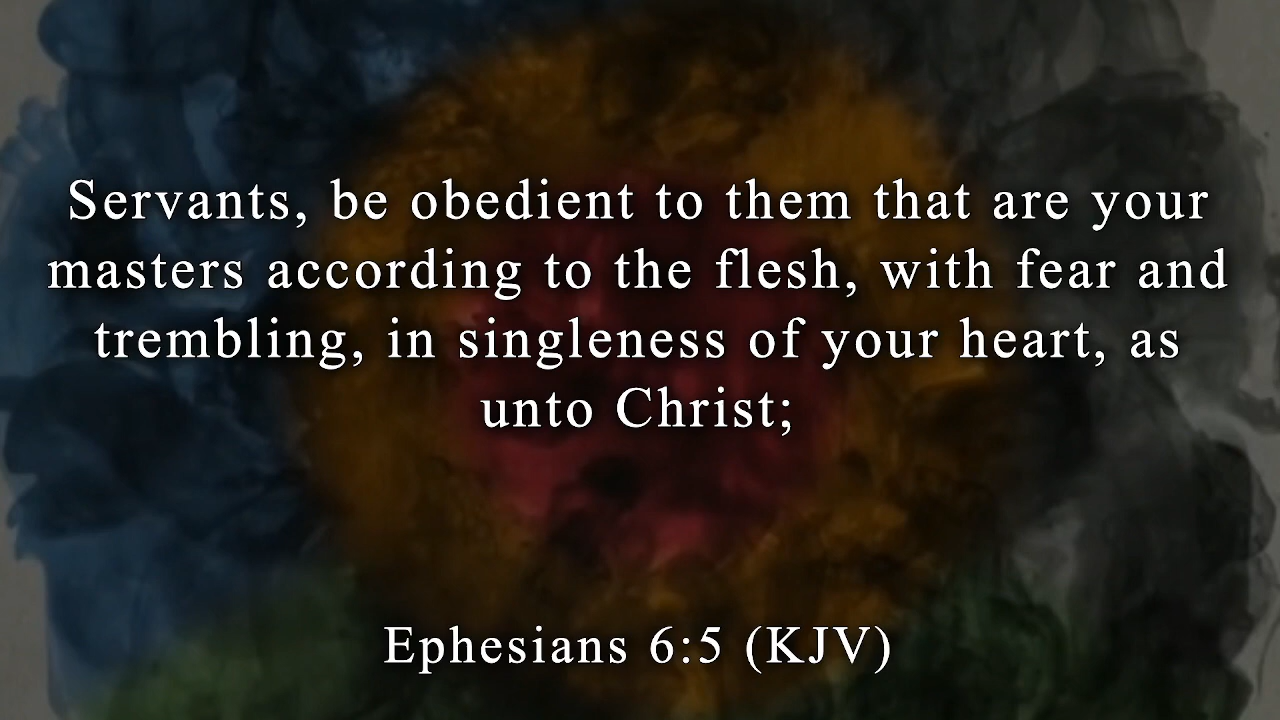 Servants, be obedient to them that are your
masters according to the flesh, with fear and
trembling, in singleness of your heart, as
unto Christ;
Ephesians 6:5 (KJV)